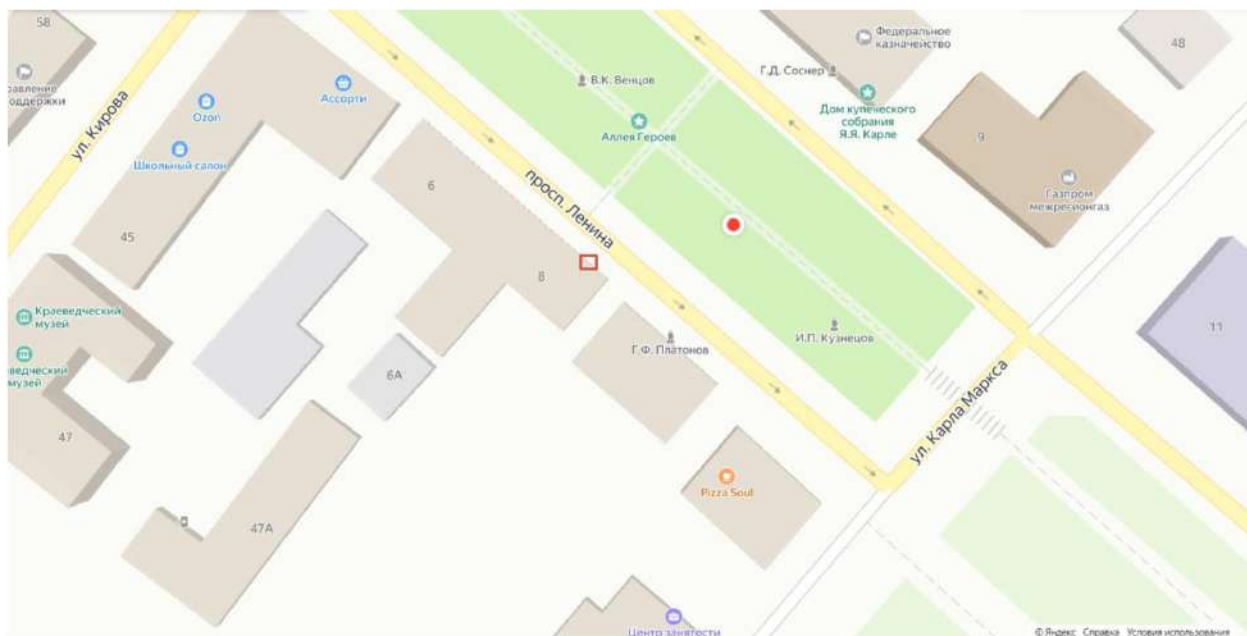 58
равление
оддержки
ул. Кирова
Ozon
Ассорти
Школьный салон
45
Краеведческий
музей
ведческий
музей
47
47А
6А
6
8
просп. Ленина
В.К. Венцов
Аллея Героев
Г.Д. Соснер
Федеральное
казначейство
Дом купеческого
собрания
Я.Я. Карле
48
9
Газпром
межрегионгаз
11
Г.Ф. Платонов
И.П. Кузнецов
ул. Карла Маркса
Pizza Soul
Центр занятости
© Яндекс Справка Условия использования